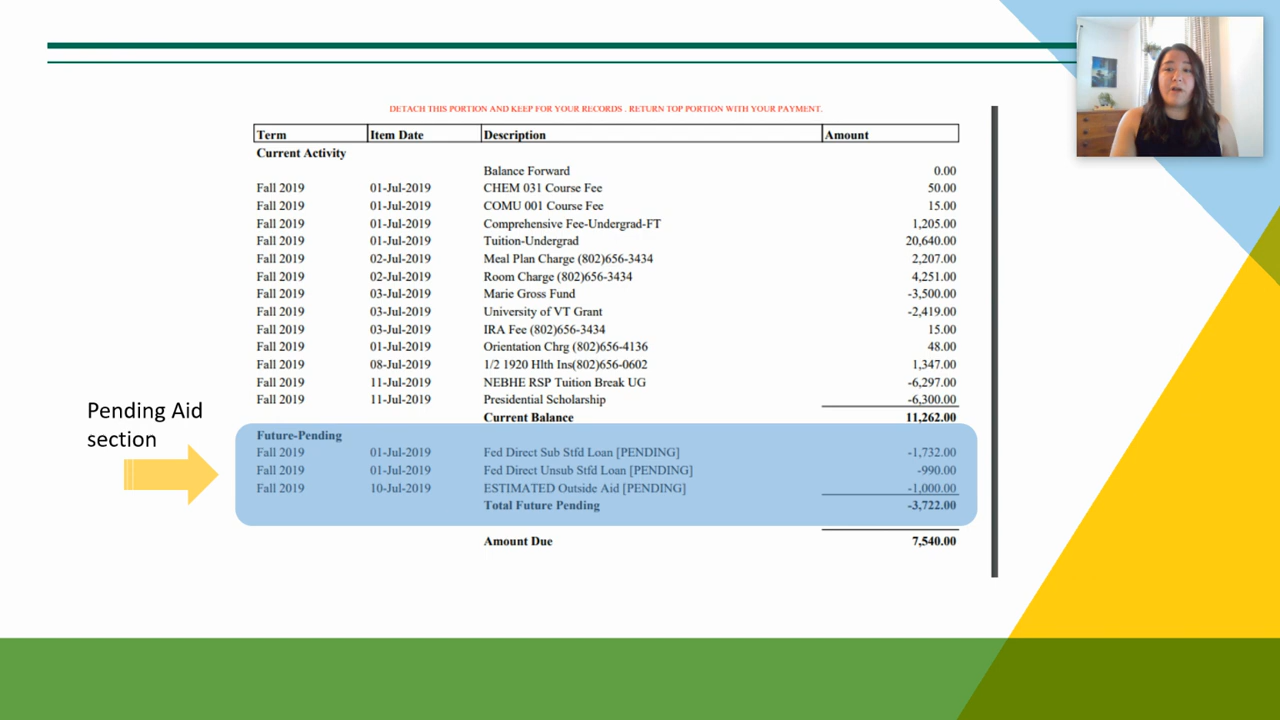 DETACH THIS PORTION AND KEEP FOR YOUR RECORDS . RETURN TOP PORTION WITH YOUR PAYMENT.
Term Item Date Description Amount
Current Activity
Balance Forward 0.00
Fall 2019 01-Jul-2019 CHEM 031 Course Fee 50.00
Fall 2019 01-Jul-2019 COMU 001 Course Fee 15.00
Fall 2019 01-Jul-2019 Comprehensive Fee-Undergrad-FT 1,205.00
Fall 2019 01-Jul-2019 Tuition-Undergrad 20,640.00
Fall 2019 02-Jul-2019 Meal Plan Charge (802)656-3434 2,207.00
Fall 2019 02-Jul-2019 Room Charge (802)656-3434 4,251.00
Fall 2019 03-Jul-2019 Marie Gross Fund -3,500.00
Fall 2019 03-Jul-2019 University of VT Grant -2,419.00
Fall 2019 03-Jul-2019 IRA Fee (802)656-3434 15.00
Fall 2019 01-Jul-2019 Orientation Chrg (802)656-4136 48.00
Fall 2019 08-Jul-2019 1/2 1920 Hlth Ins(802)656-0602 1,347.00
Fall 2019 11-Jul-2019 NEBHE RSP Tuition Break UG -6,297.00
Fall 2019 11-Jul-2019 Presidential Scholarship -6,300.00
Current Balance 11,262.00
Pending Aid
section
Future-Pending
Fall 2019 01-Jul-2019 Fed Direct Sub Stfd Loan [PENDING] -1,732.00
Fall 2019 01-Jul-2019 Fed Direct Unsub Stfd Loan [PENDING] -990.00
Fall 2019 10-Jul-2019 ESTIMATED Outside Aid [PENDING] -1,000.00
Total Future Pending -3,722.00
Amount Due 7,540.00